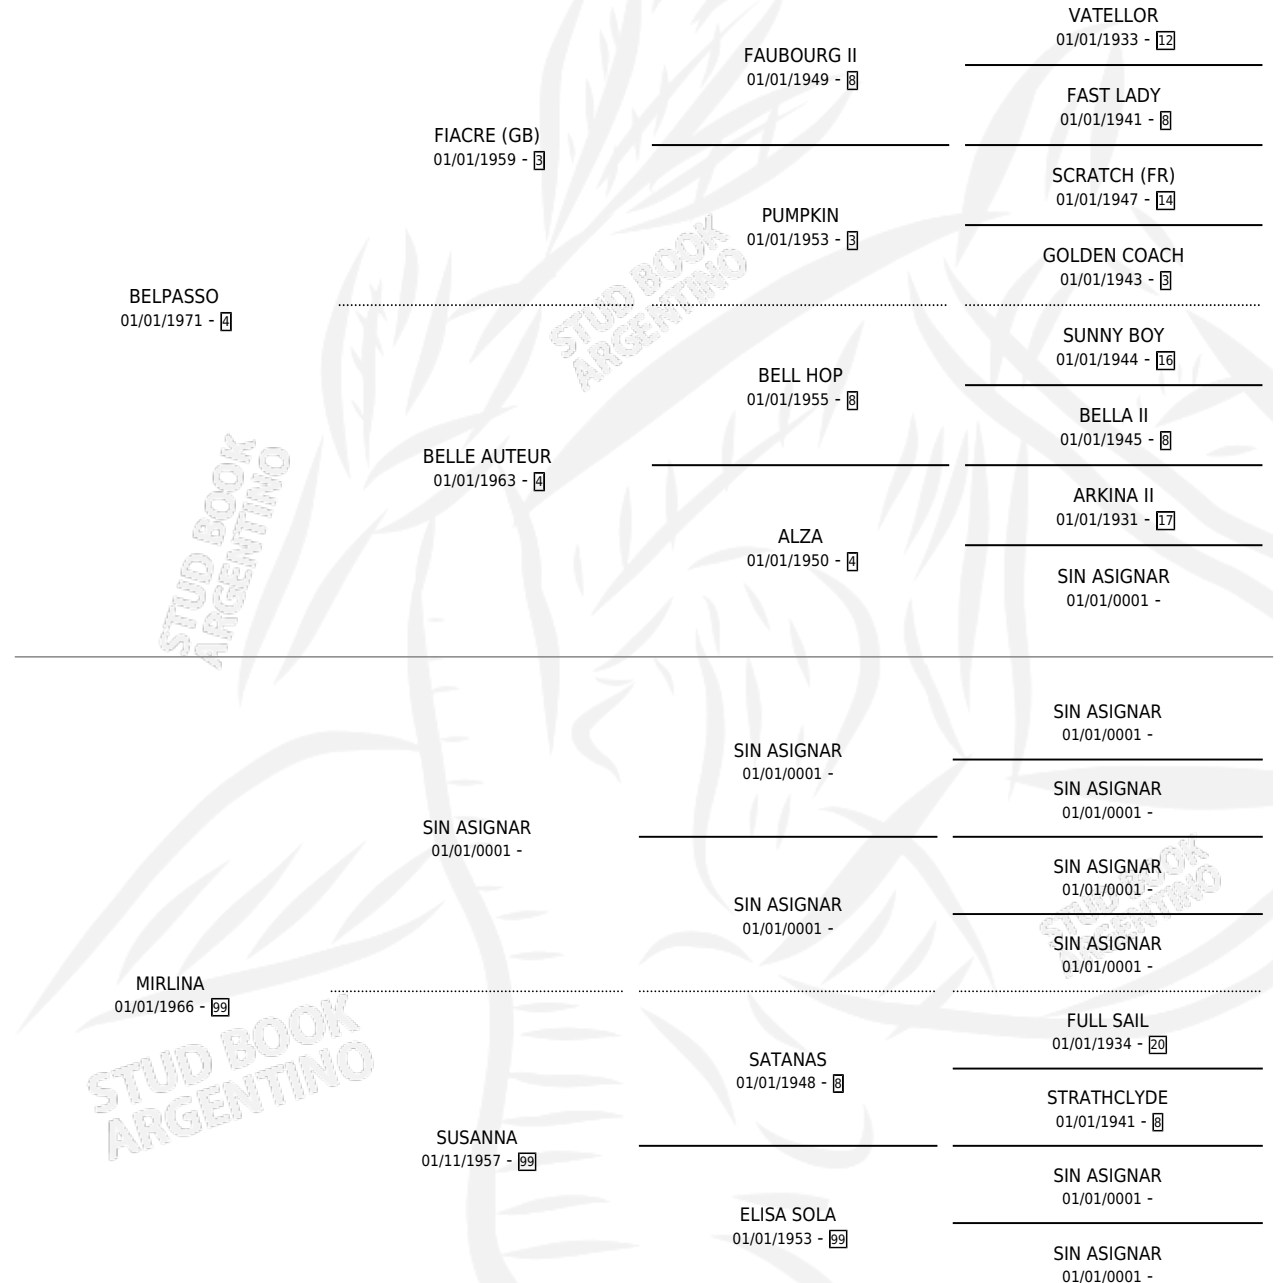 VATELLOR
01/01/1933 - 12
FAUBOURG II
01/01/1949 - 8
FAST LADY
01/01/1941 - 8
FIACRE (GB)
01/01/1959 - 3
SCRATCH (FR)
01/01/1947 - 14
PUMPKIN
01/01/1953 - 3
GOLDEN COACH
01/01/1943 - 3
BELPASSO
01/01/1971 - 4
SUNNY BOY
01/01/1944 - 16
BELL HOP
01/01/1955 - 8
BELLA II
01/01/1945 - 8
BELLE AUTEUR
01/01/1963 - 4
ARKINA II
01/01/1931 - 17
ALZA
01/01/1950 - 4
SIN ASIGNAR
01/01/0001 -
SIN ASIGNAR
01/01/0001 -
SIN ASIGNAR
01/01/0001 -
SIN ASIGNAR
01/01/0001 -
SIN ASIGNAR
01/01/0001 -
SIN ASIGNAR
01/01/0001 -
SIN ASIGNAR
01/01/0001 -
SIN ASIGNAR
01/01/0001 -
MIRLINA
01/01/1966 - 99
FULL SAIL
01/01/1934 - 20
SATANAS
01/01/1948 - 8
STRATHCLYDE
01/01/1941 - 8
SUSANNA
01/11/1957 - 99
SIN ASIGNAR
01/01/0001 -
ELISA SOLA
01/01/1953 - 99
SIN ASIGNAR
01/01/0001 -
STUD BOOK
ARGENTINO
STUD BOOK
ARGENTINO
STUD BOOK
ARGENTINO
STUD BOOK
ARGENTINO